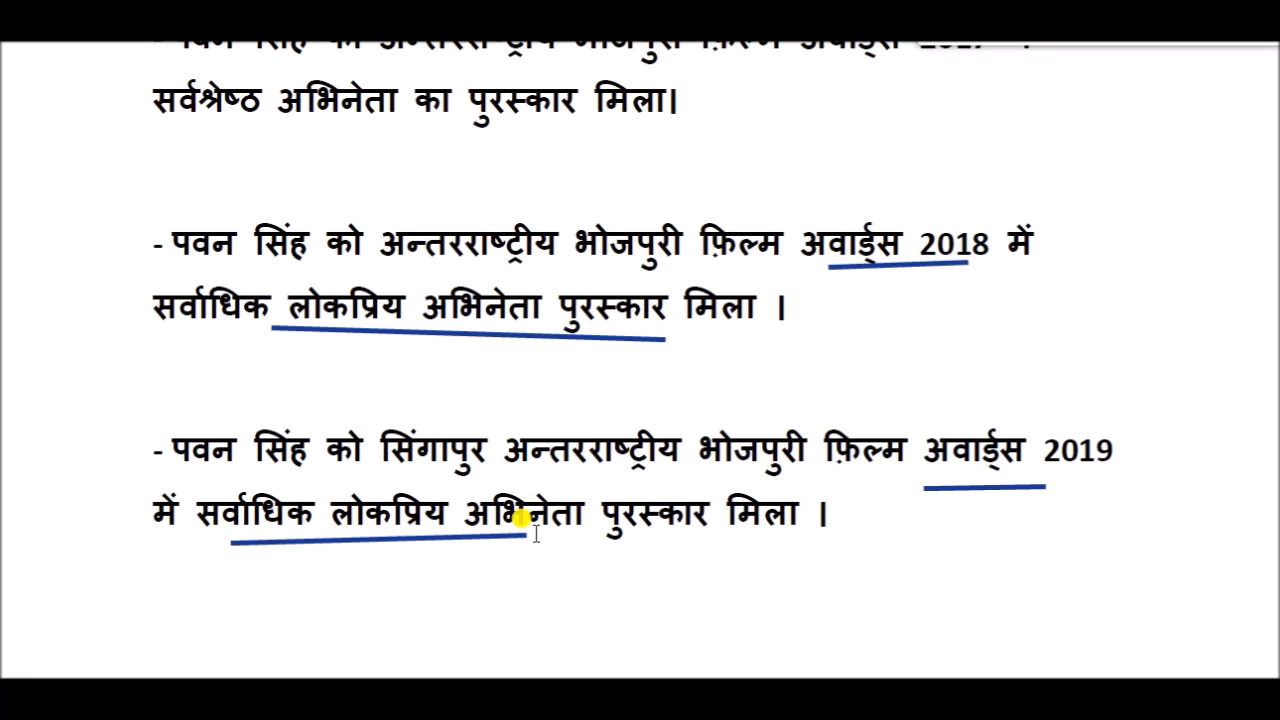 सर्वश्रेष्ठ अभिनेता का पुरस्कार मिला।
- पवन सिंह को अन्तरराष्ट्रीय भोजपुरी फ़िल्म अवार्ड्स 2018 में
सर्वाधिक लोकप्रिय अभिनेता पुरस्कार मिला ।
- पवन सिंह को सिंगापुर अन्तरराष्ट्रीय भोजपुरी फ़िल्म अवार्ड्स 2019
में सर्वाधिक लोकप्रिय अभिनेता पुरस्कार मिला ।